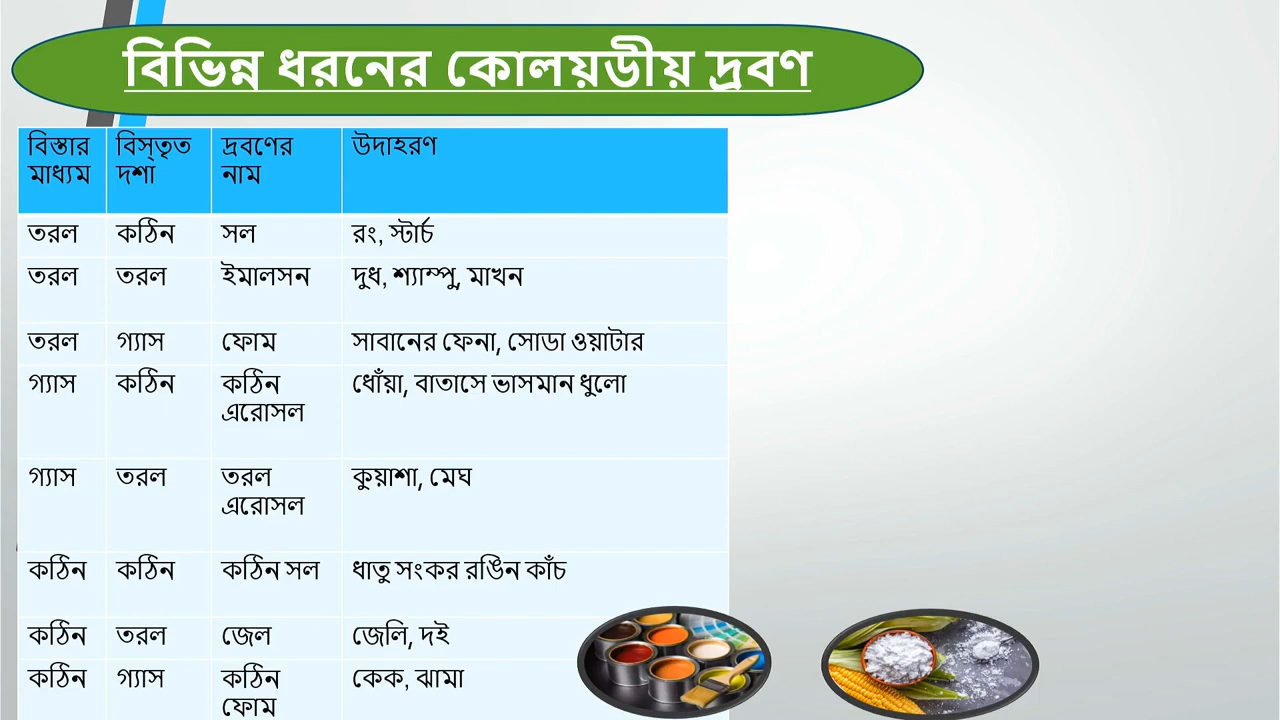 বিভিন্ন ধরনের কোলয়ডীয় দ্রবণ
বিস্তার মাধ্যম বিস্তৃত দশা দ্রবণের নাম উদাহরণ
তরল কঠিন সল রং, স্টার্চ
তরল তরল ইমালসন দুধ, শ্যাম্পু, মাখন
তরল গ্যাস ফোম সাবানের ফেনা, সোডা ওয়াটার
গ্যাস কঠিন কঠিন এরোসল ধোঁয়া, বাতাসে ভাসমান ধুলো
গ্যাস তরল তরল এরোসল কুয়াশা, মেঘ
কঠিন কঠিন কঠিন সল ধাতু সংকর রঙিন কাঁচ
কঠিন তরল জেল জেলি, দই
কঠিন গ্যাস কঠিন ফোম কেক, ঝামা